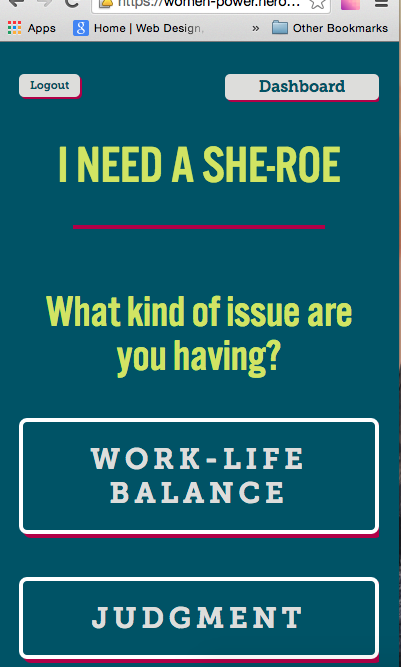 https://women-power.hero...
Apps
Home | Web Design,
»
Other Bookmarks
Logout
Dashboard
I NEED A SHE-ROE
What kind of issue are
you having?
WORK-LIFE
BALANCE
JUDGMENT